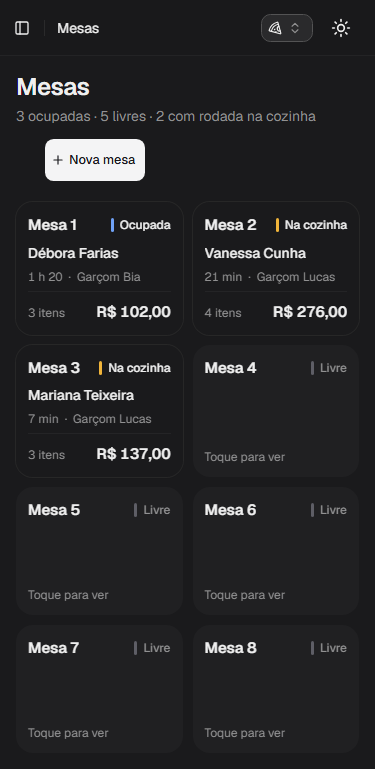 Mesas
Mesas
3 ocupadas · 5 livres · 2 com rodada na cozinha
+ Nova mesa
Mesa 1 Ocupada
Débora Farias
1 h 20 · Garçom Bia
3 itens R$ 102,00
Mesa 2 Na cozinha
Vanessa Cunha
21 min · Garçom Lucas
4 itens R$ 276,00
Mesa 3 Na cozinha
Mariana Teixeira
7 min · Garçom Lucas
3 itens R$ 137,00
Mesa 4 Livre
Toque para ver
Mesa 5 Livre
Toque para ver
Mesa 6 Livre
Toque para ver
Mesa 7 Livre
Toque para ver
Mesa 8 Livre
Toque para ver